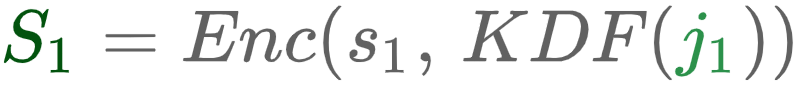 S₁ = Enc(s₁, KDF(j₁))